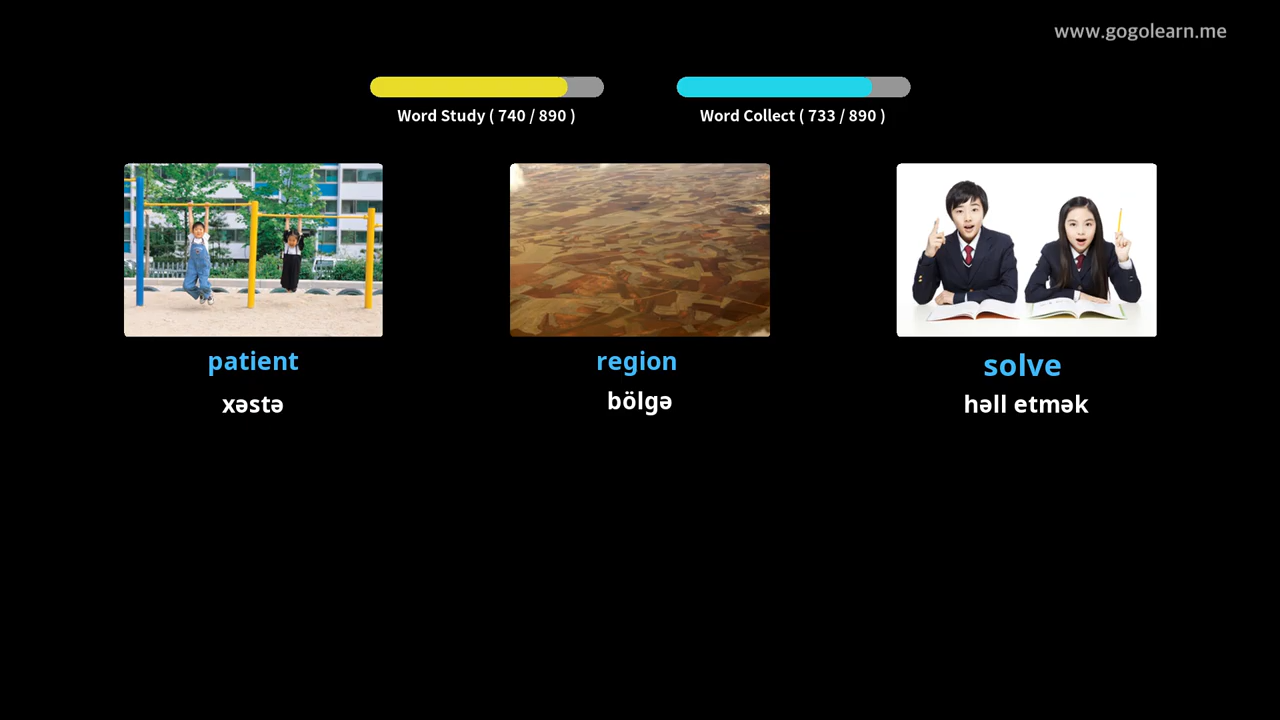 www.gogolearn.me
Word Study ( 740 / 890 )
Word Collect ( 733 / 890 )
patient
xəstə
region
bölgə
solve
həll etmək